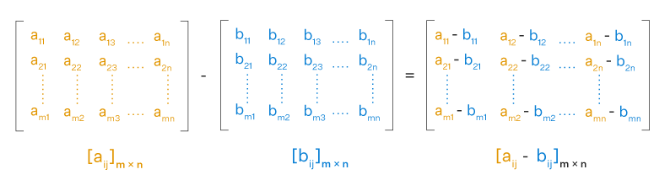 a₁₁ a₁₂ a₁₃ .... a₁ₙ - b₁₁ b₁₂ b₁₃ .... b₁ₙ = a₁₁ - b₁₁ a₁₂ - b₁₂ .... a₁ₙ - b₁ₙ
a₂₁ a₂₂ a₂₃ .... a₂ₙ b₂₁ b₂₂ b₂₃ .... b₂ₙ a₂₁ - b₂₁ a₂₂ - b₂₂ .... a₂ₙ - b₂ₙ
aₘ₁ aₘ₂ aₘ₃ .... aₘₙ bₘ₁ bₘ₂ bₘ₃ .... bₘₙ aₘ₁ - bₘ₁ aₘ₂ - bₘ₂ .... aₘₙ - bₘₙ
[aᵢⱼ]ₘ ₓ ₙ [bᵢⱼ]ₘ ₓ ₙ [aᵢⱼ - bᵢⱼ]ₘ ₓ ₙ